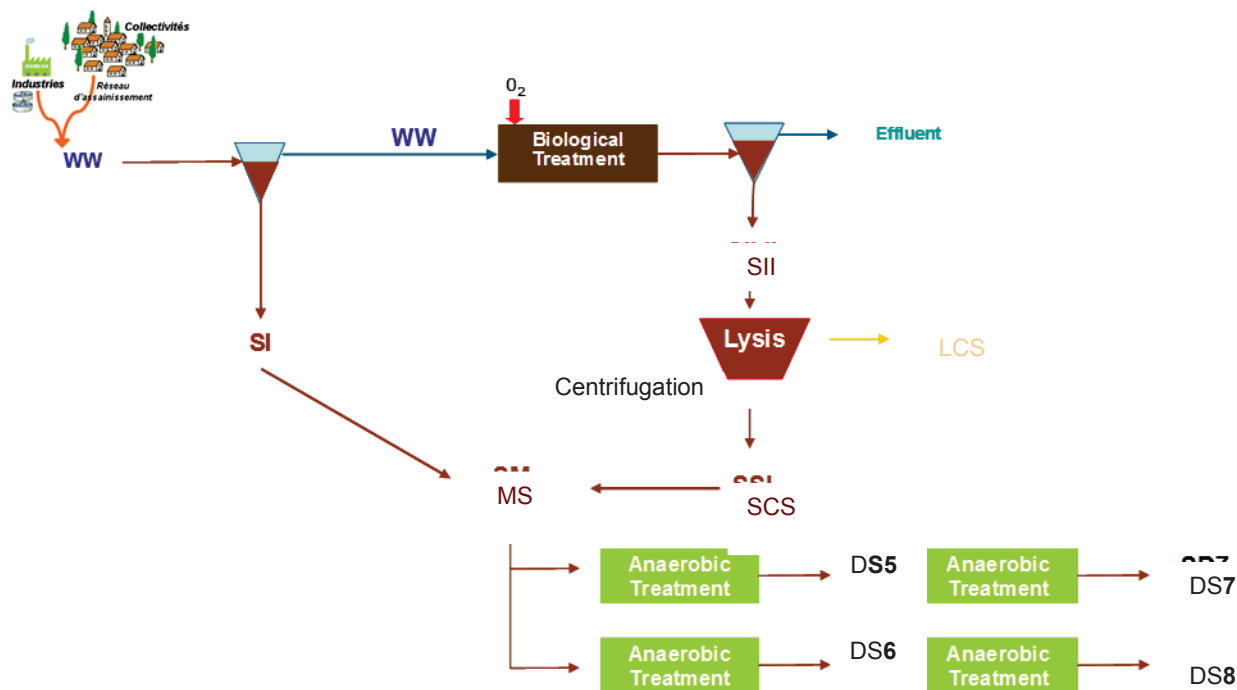 Collectivités
Industries
Réseau
d'assainissement
WW
WW
O₂
Biological
Treatment
Effluent
SII
SI
Lysis
LCS
Centrifugation
MS
SCS
Anaerobic
Treatment
DS5
Anaerobic
Treatment
DS7
Anaerobic
Treatment
DS6
Anaerobic
Treatment
DS8